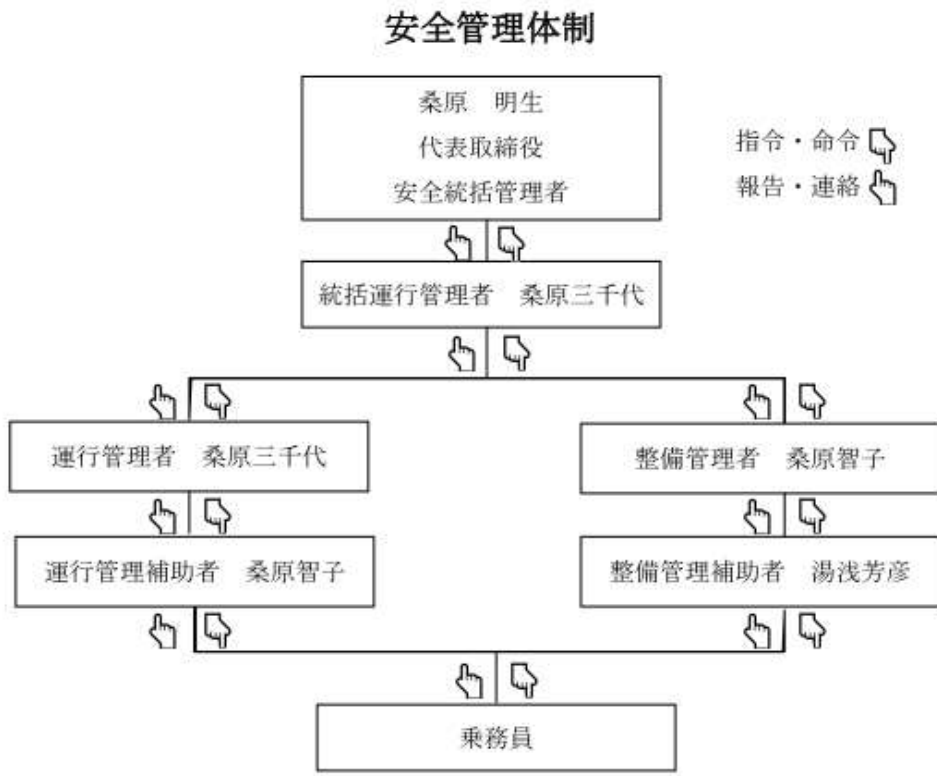 安全管理体制
桑原　明生
代表取締役
安全統括管理者
指令・命令
報告・連絡
統括運行管理者　桑原三千代
運行管理者　桑原三千代
整備管理者　桑原智子
運行管理補助者　桑原智子
整備管理補助者　湯浅芳彦
乗務員